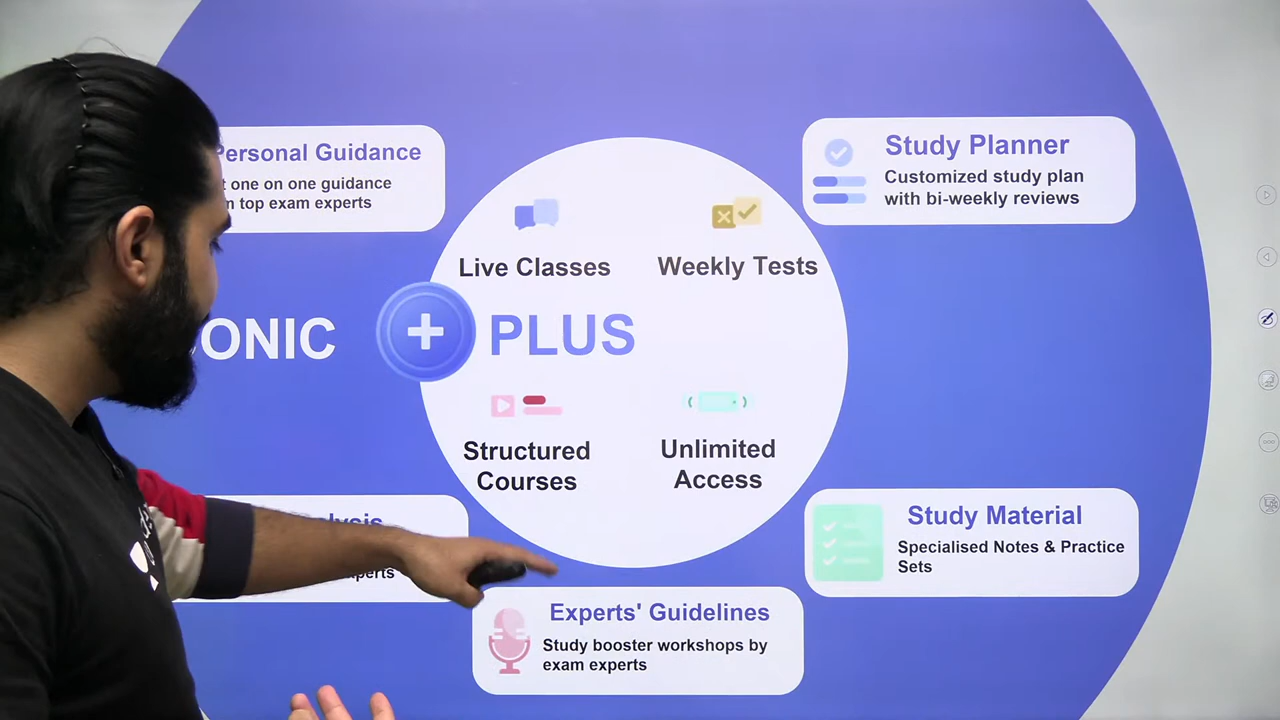 Personal Guidance
one on one guidance
top exam experts
Study Planner
Customized study plan
with bi-weekly reviews
Live Classes
Weekly Tests
PLUS
Structured
Courses
Unlimited
Access
Study Material
Specialised Notes & Practice
Sets
Experts' Guidelines
Study booster workshops by
exam experts